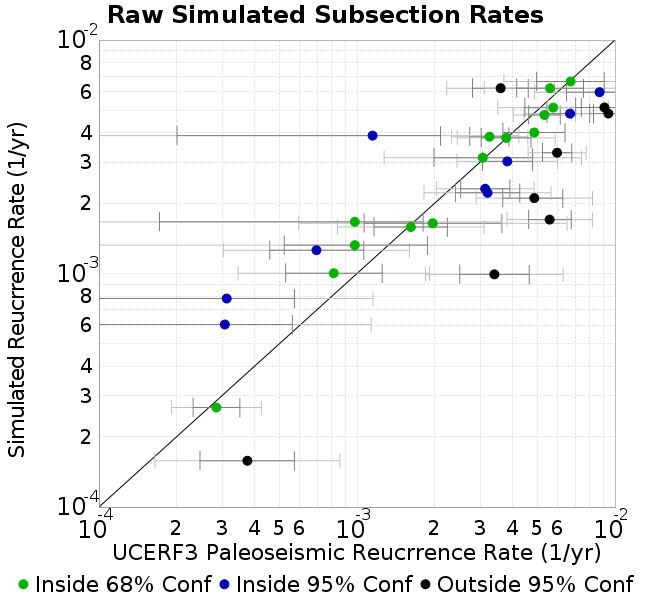 Raw Simulated Subsection Rates
10-2
8
6
4
3
2
10-3
8
6
4
3
2
10-4
10-4 2 3 4 5 6 10-3 2 3 4 5 6 10-2
Simulated Reucrrence Rate (1/yr)
UCERF3 Paleoseismic Reucrrence Rate (1/yr)
Inside 68% Conf Inside 95% Conf Outside 95% Conf